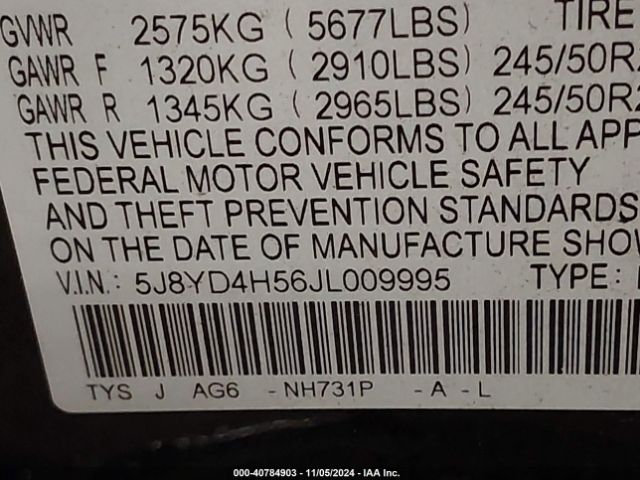 GVWR 2575KG ( 5677LBS) TIRE
GAWR F 1320KG ( 2910LBS) 245/50R
GAWR R 1345KG ( 2965LBS) 245/50R
THIS VEHICLE CONFORMS TO ALL APP
FEDERAL MOTOR VEHICLE SAFETY
AND THEFT PREVENTION STANDARDS
ON THE DATE OF MANUFACTURE SHO
V.I.N.: 5J8YD4H56JL009995 TYPE:
TYS J AG6 - NH731P - A - L
000-40784903 - 11/05/2024 - IAA Inc.